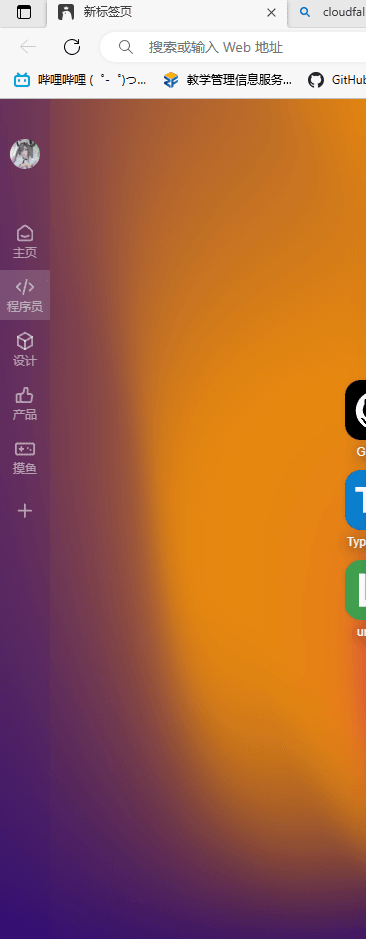 新标签页
cloudfal
搜索或输入 Web 地址
哔哩哔哩 ( ゜- ゜)つ...
教学管理信息服务...
GitHub
主页
程序员
设计
产品
摸鱼
G
Typ
un